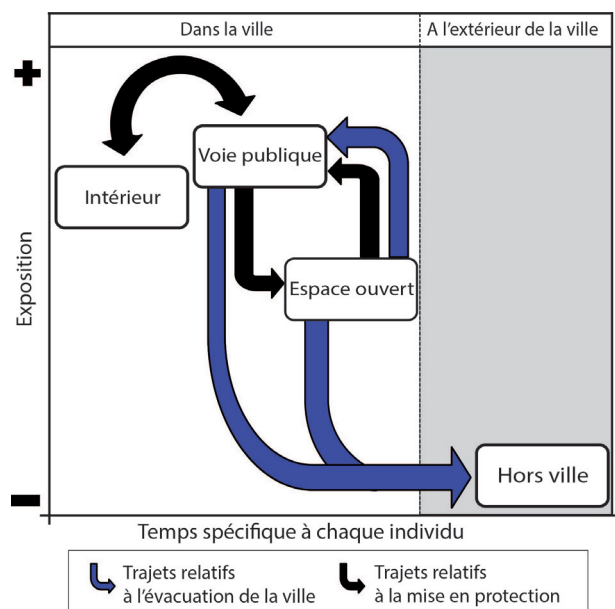 Dans la ville
A l'extérieur de la ville
+
Voie publique
Intérieur
Espace ouvert
Exposition
Hors ville
-
Temps spécifique à chaque individu
Trajets relatifs
à l'évacuation de la ville
Trajets relatifs
à la mise en protection